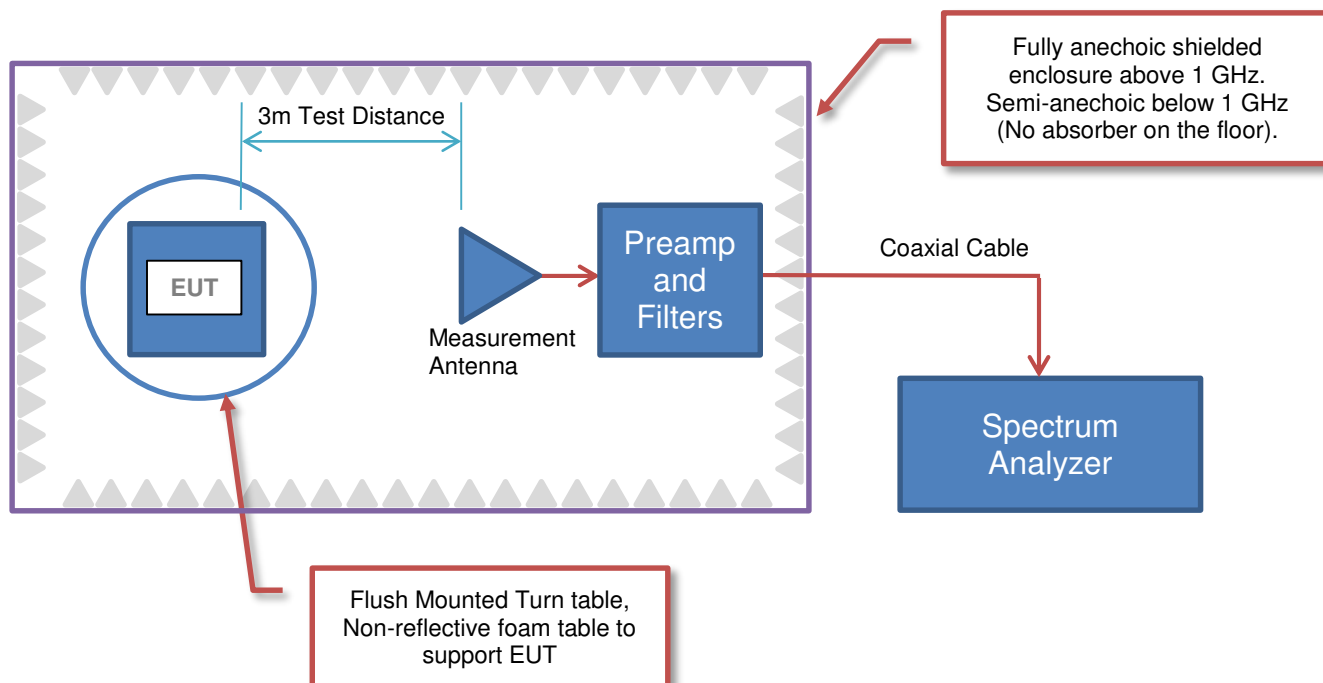 Fully anechoic shielded
enclosure above 1 GHz.
Semi-anechoic below 1 GHz
(No absorber on the floor).
3m Test Distance
EUT
Measurement
Antenna
Preamp
and
Filters
Coaxial Cable
Spectrum
Analyzer
Flush Mounted Turn table,
Non-reflective foam table to
support EUT